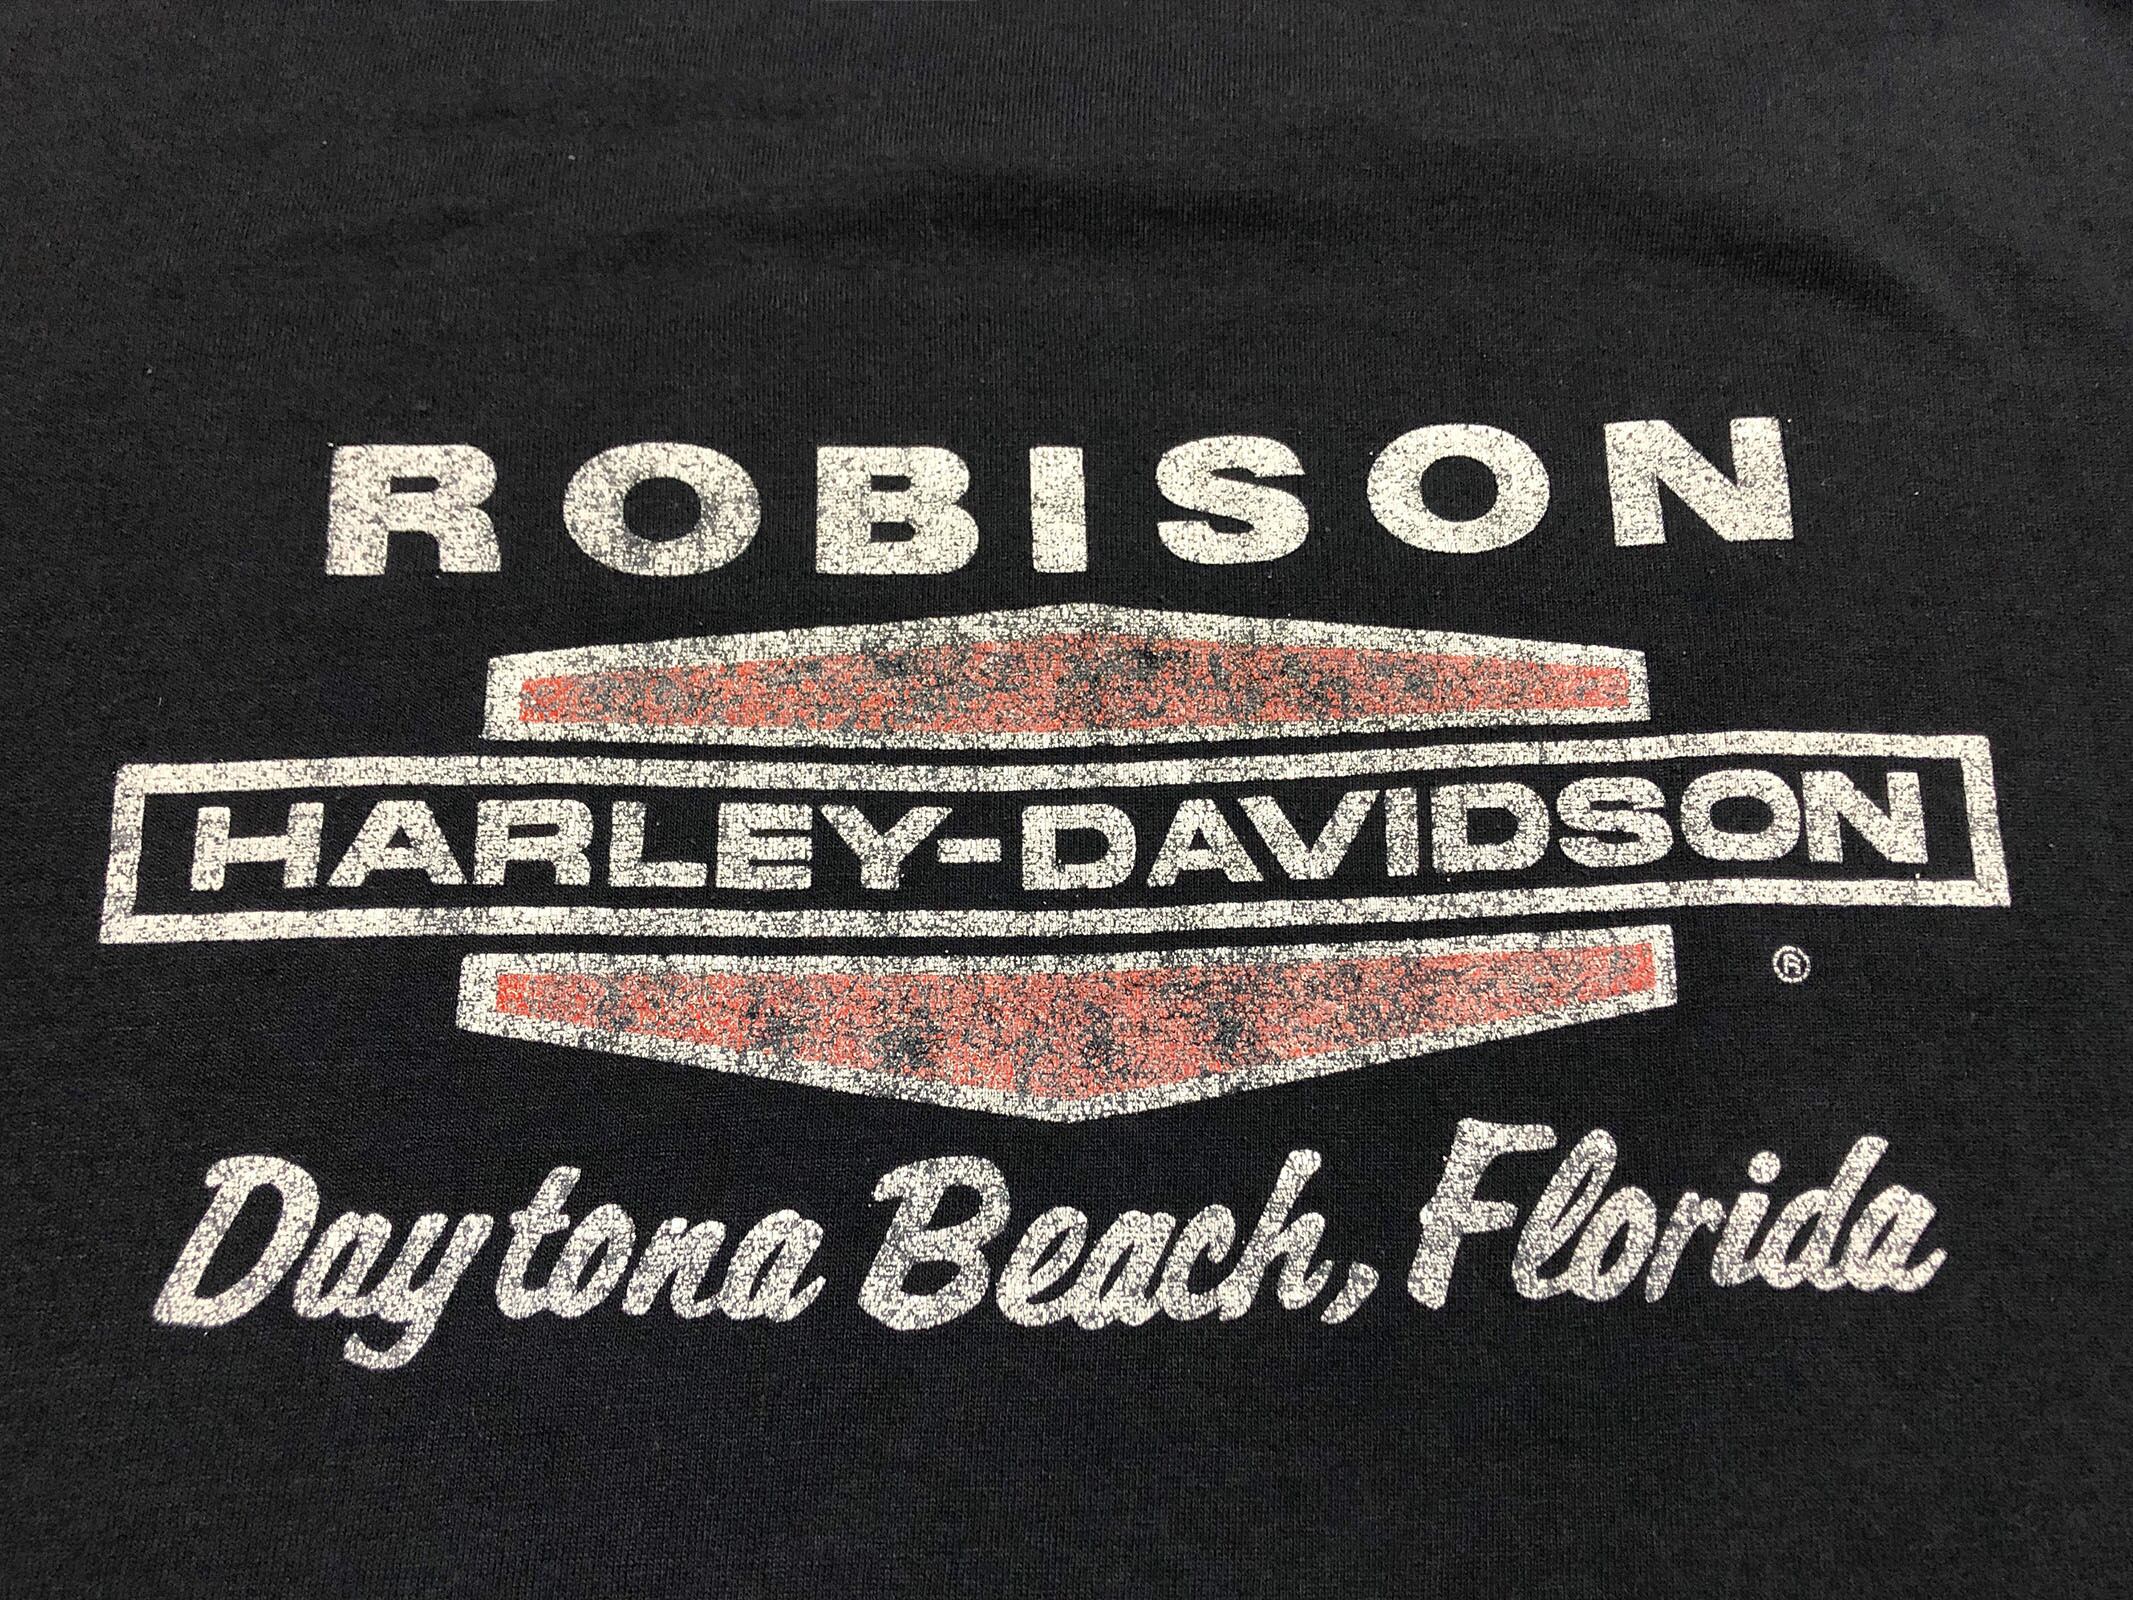 ROBISON
HARLEY-DAVIDSON
®
Daytona Beach, Florida